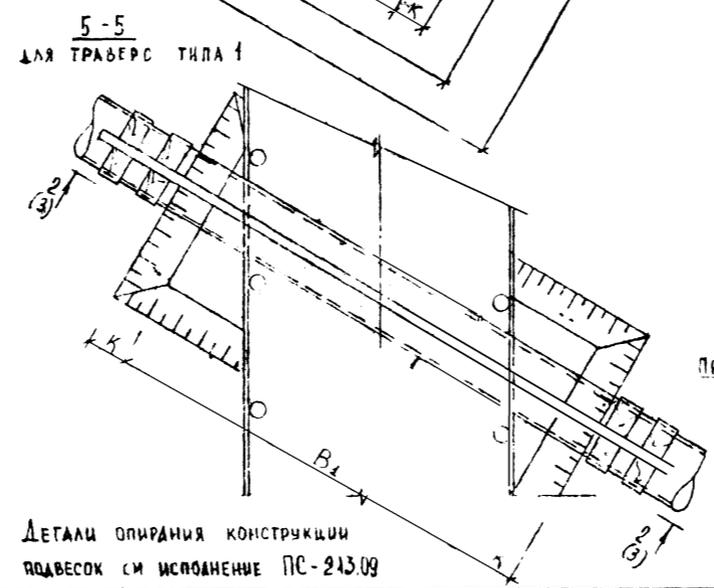 К
5-5
ДЛЯ ТРАВЕРС ТИПА 1
2
(3)
К
В1
К
2
(3)
ДЕТАЛИ ОПИРАНИЯ КОНСТРУКЦИИ
ПОДВЕСОК СМ ИСПОЛНЕНИЕ ПС-213.09